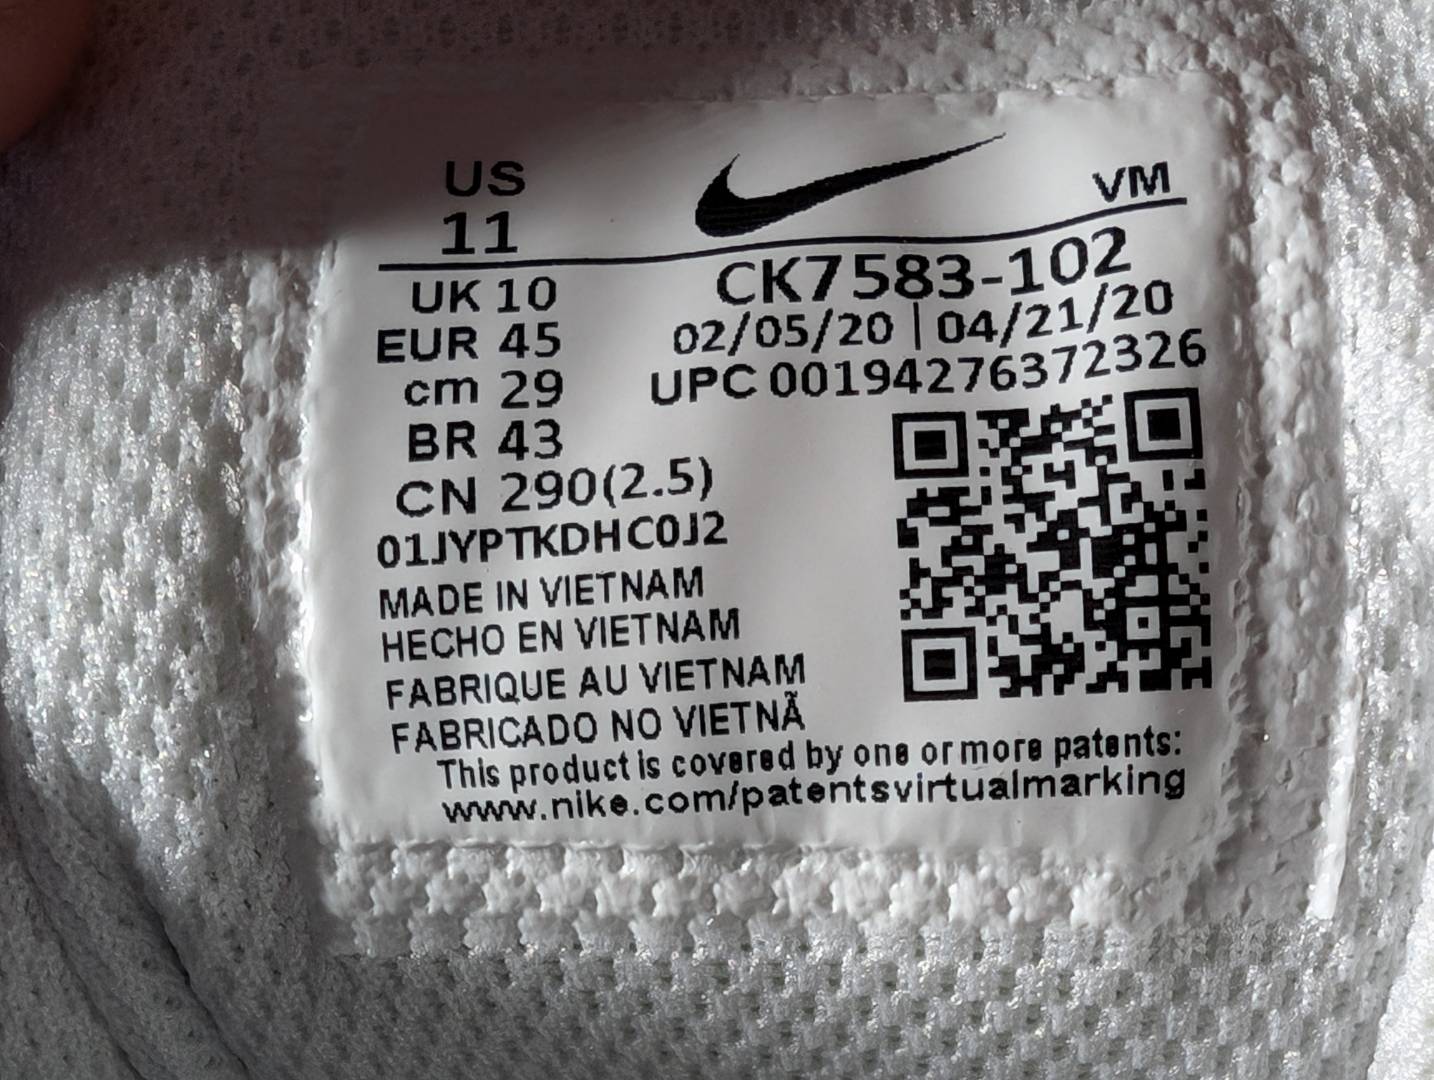 US
11
VM
UK 10
EUR 45
cm 29
BR 43
CN 290(2.5)
CK7583-102
02/05/20 | 04/21/20
UPC 00194276372326
01JYPTKDHC0J2
MADE IN VIETNAM
HECHO EN VIETNAM
FABRIQUE AU VIETNAM
FABRICADO NO VIETNÃ
This product is covered by one or more patents:
www.nike.com/patentsvirtualmarking